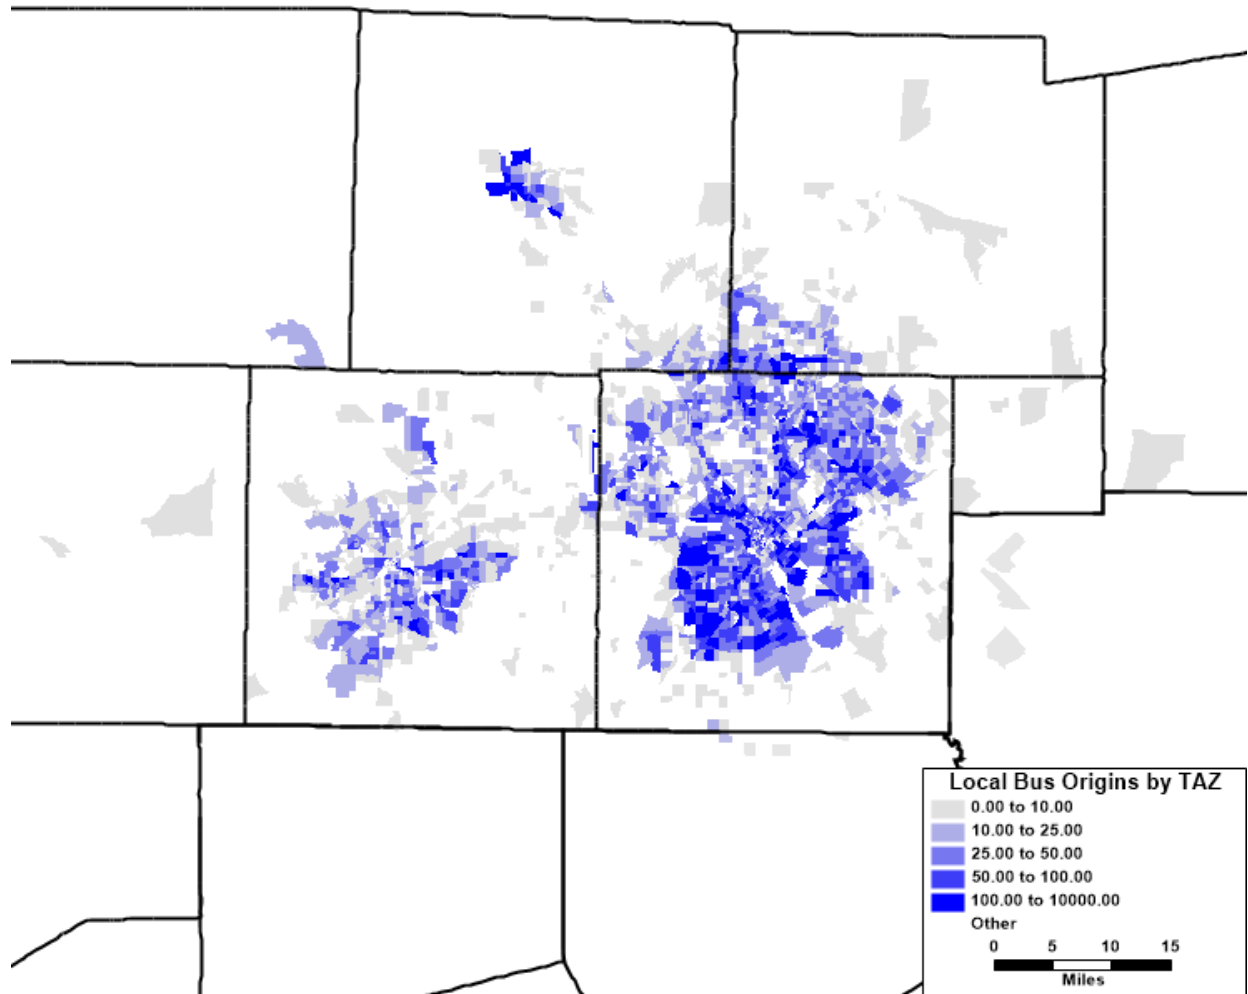 Local Bus Origins by TAZ
0.00 to 10.00
10.00 to 25.00
25.00 to 50.00
50.00 to 100.00
100.00 to 10000.00
Other
0 5 10 15
Miles